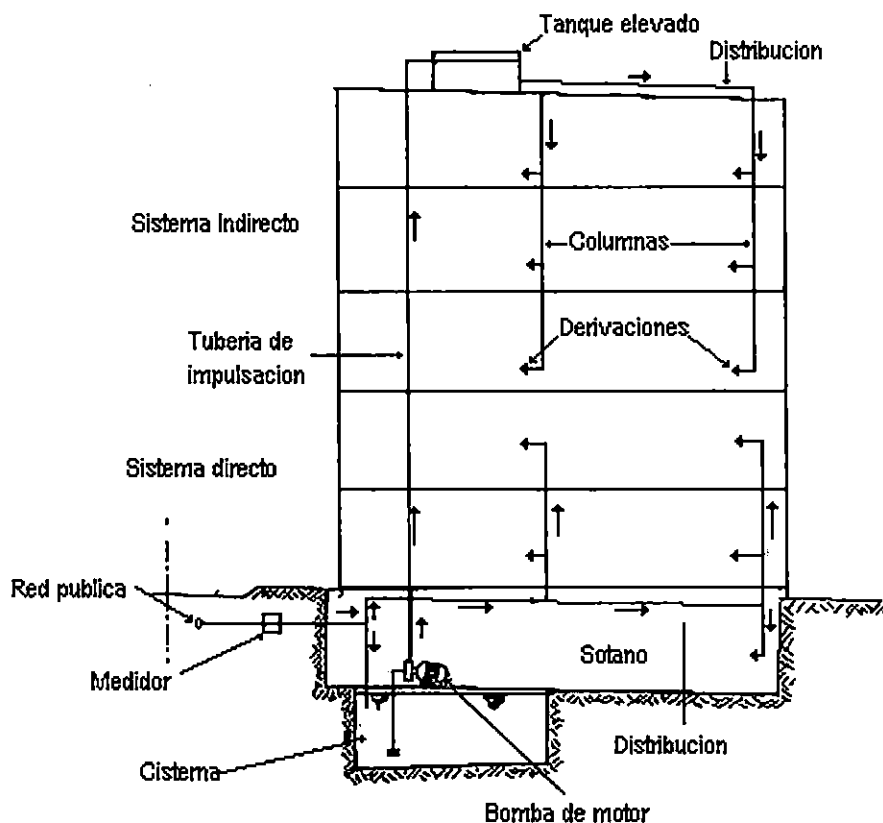 Tanque elevado
Distribucion
Sistema Indirecto
Columnas
Tuberia de
impulsacion
Derivaciones
Sistema directo
Red publica
Medidor
Sotano
Cisterna
Distribucion
Bomba de motor